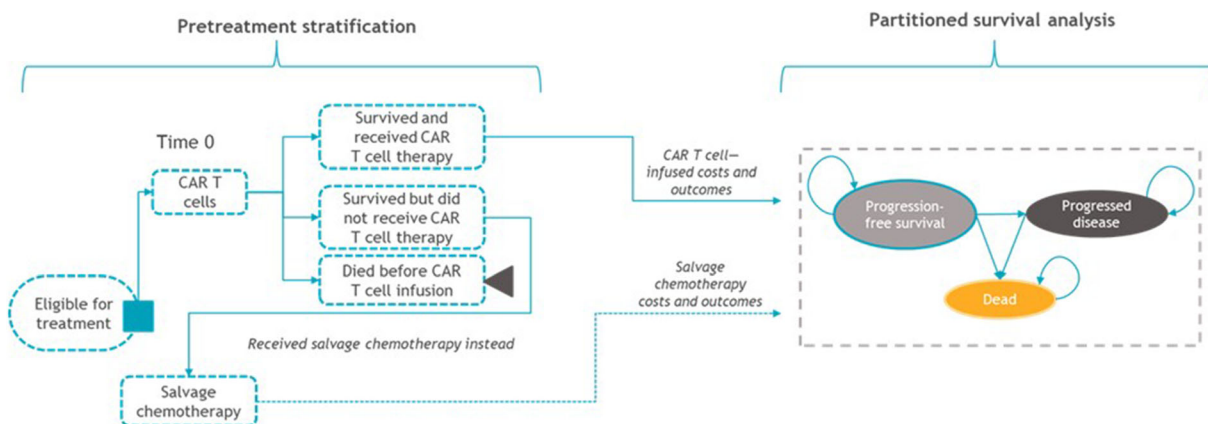 Pretreatment stratification
Partitioned survival analysis
Time 0
CAR T
cells
Survived and
received CAR
T cell therapy
Survived but did
not receive CAR
T cell therapy
Died before CAR
T cell infusion
Eligible for
treatment
Received salvage chemotherapy instead
Salvage
chemotherapy
CAR T cell—
infused costs and
outcomes
Salvage
chemotherapy
costs and outcomes
Progression-
free survival
Progressed
disease
Dead